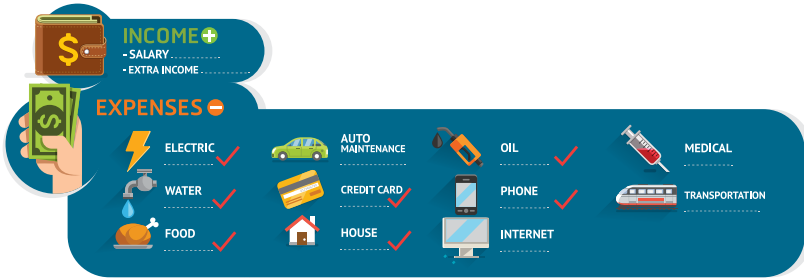 INCOME
- SALARY
- EXTRA INCOME
EXPENSES
ELECTRIC
WATER
FOOD
AUTO
MAINTENANCE
CREDIT CARD
HOUSE
OIL
PHONE
INTERNET
MEDICAL
TRANSPORTATION